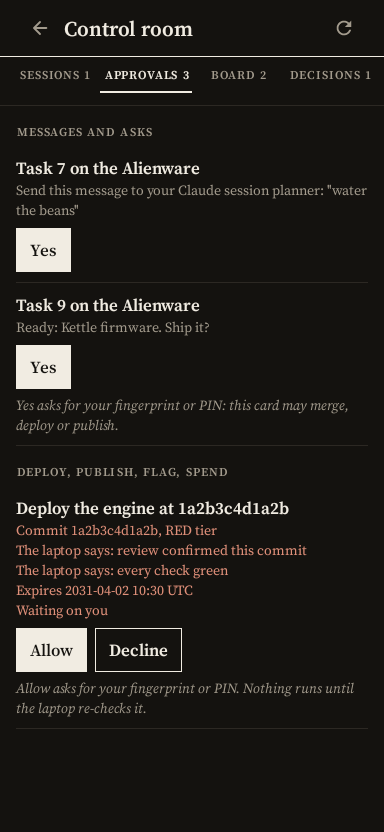 Control room
SESSIONS 1 APPROVALS 3 BOARD 2 DECISIONS 1
MESSAGES AND ASKS
Task 7 on the Alienware
Send this message to your Claude session planner: "water
the beans"
Yes
Task 9 on the Alienware
Ready: Kettle firmware. Ship it?
Yes
Yes asks for your fingerprint or PIN: this card may merge,
deploy or publish.
DEPLOY, PUBLISH, FLAG, SPEND
Deploy the engine at 1a2b3c4d1a2b
Commit 1a2b3c4d1a2b, RED tier
The laptop says: review confirmed this commit
The laptop says: every check green
Expires 2031-04-02 10:30 UTC
Waiting on you
Allow Decline
Allow asks for your fingerprint or PIN. Nothing runs until
the laptop re-checks it.